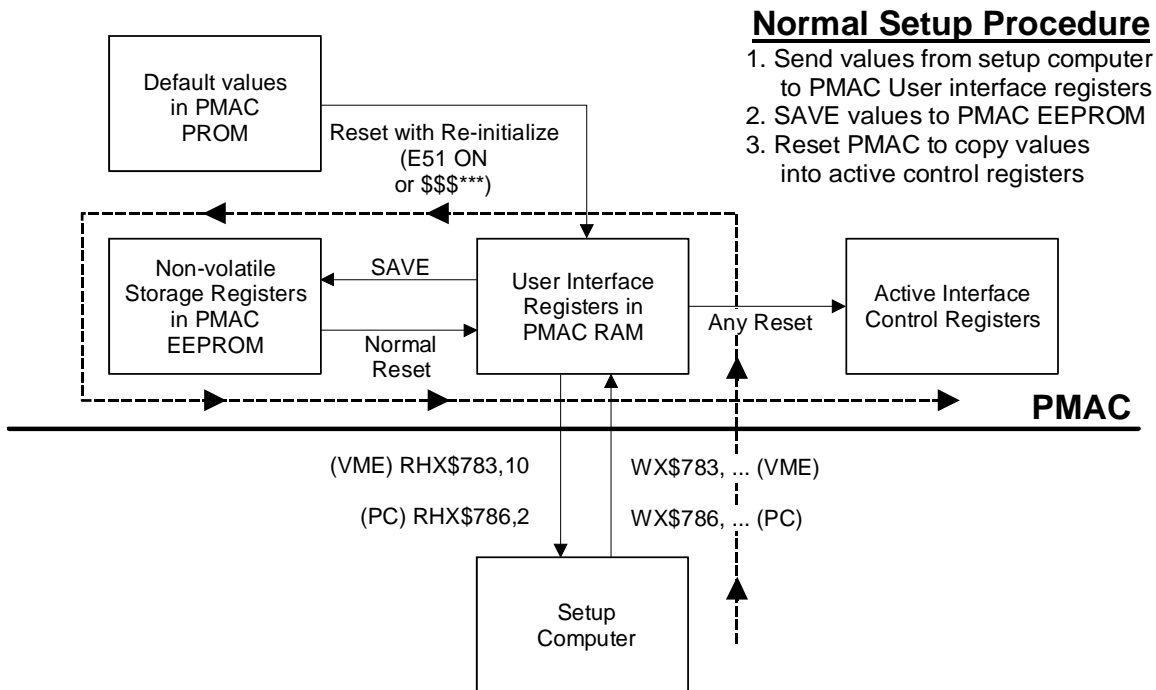 Normal Setup Procedure
1. Send values from setup computer
to PMAC User interface registers
2. SAVE values to PMAC EEPROM
3. Reset PMAC to copy values
into active control registers
Default values
in PMAC
PROM
Reset with Re-initialize
(E51 ON
or $$$***)
Non-volatile
Storage Registers
in PMAC
EEPROM
SAVE
Normal
Reset
User Interface
Registers in
PMAC RAM
Any Reset
Active Interface
Control Registers
PMAC
(VME) RHX$783,10
WX$783, ... (VME)
(PC) RHX$786,2
WX$786, ... (PC)
Setup
Computer